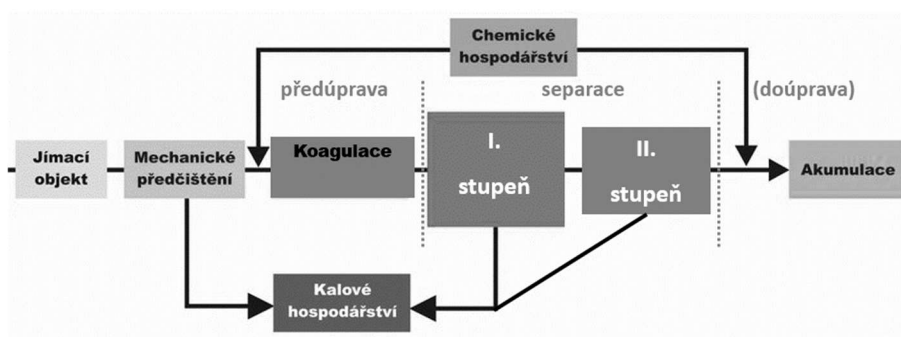 Chemické
hospodářství
předúprava
separace
(doúprava)
Jímací
objekt
Mechanické
předčištění
Koagulace
I.
stupeň
II.
stupeň
Akumulace
Kalové
hospodářství